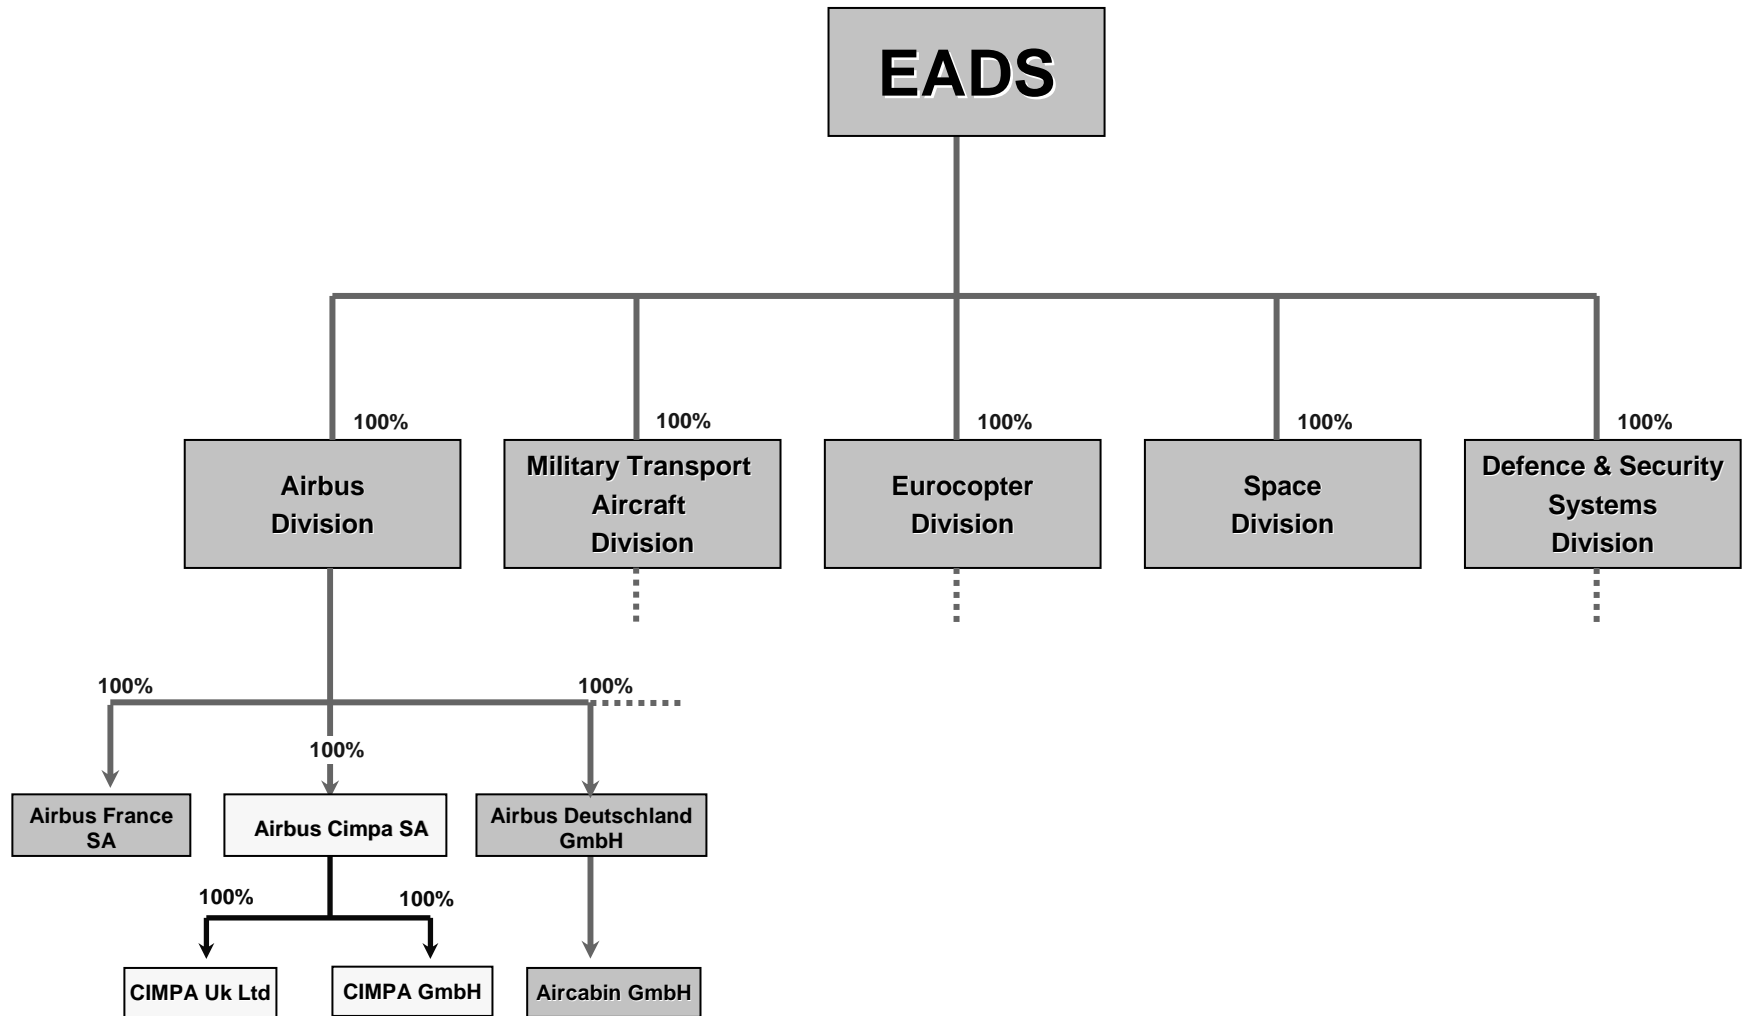 EADS
100%
100%
100%
100%
100%
Airbus
Division
Military Transport
Aircraft
Division
Eurocopter
Division
Space
Division
Defence & Security
Systems
Division
100%
100%
100%
Airbus France
SA
Airbus Cimpa SA
Airbus Deutschland
GmbH
100%
100%
CIMPA Uk Ltd
CIMPA GmbH
Aircabin GmbH